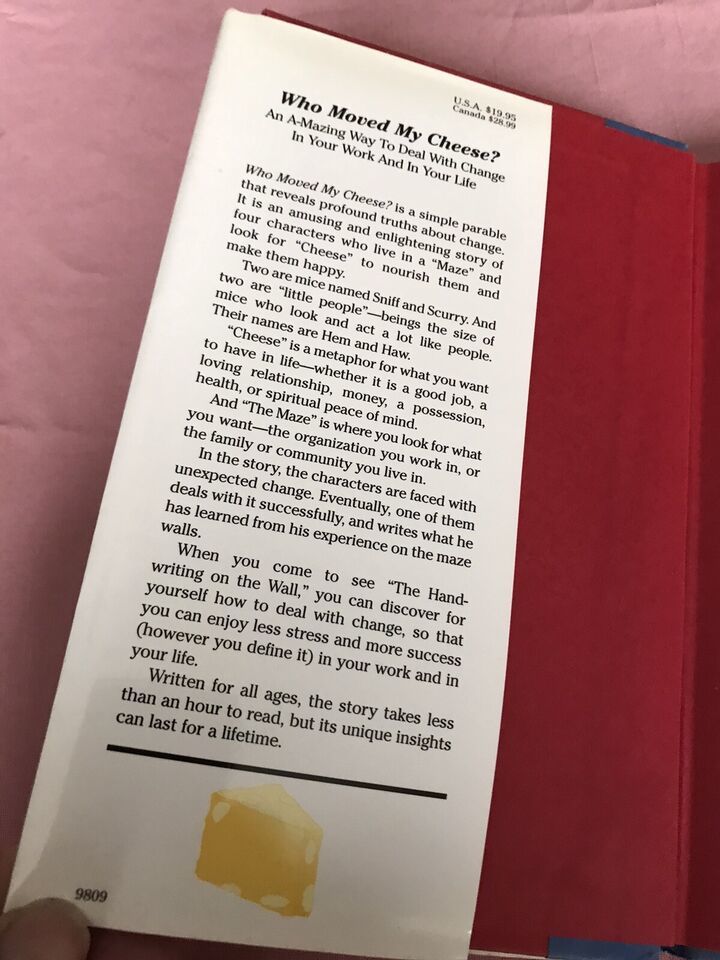 U.S.A. $19.95
Canada $28.99
Who Moved My Cheese?
An A-Mazing Way To Deal With Change
In Your Work And In Your Life
Who Moved My Cheese? is a simple parable
that reveals profound truths about change.
It is an amusing and enlightening story of
four characters who live in a “Maze” and
look for “Cheese” to nourish them and
make them happy.
Two are mice named Sniff and Scurry. And
two are “little people”—beings the size of
mice who look and act a lot like people.
Their names are Hem and Haw.
“Cheese” is a metaphor for what you want
to have in life—whether it is a good job, a
loving relationship, money, a possession,
health, or spiritual peace of mind.
And “The Maze” is where you look for what
you want—the organization you work in, or
the family or community you live in.
In the story, the characters are faced with
unexpected change. Eventually, one of them
deals with it successfully, and writes what he
has learned from his experience on the maze
walls.
When you come to see “The Hand-
writing on the Wall,” you can discover for
yourself how to deal with change, so that
you can enjoy less stress and more success
(however you define it) in your work and in
your life.
Written for all ages, the story takes less
than an hour to read, but its unique insights
can last for a lifetime.
9809